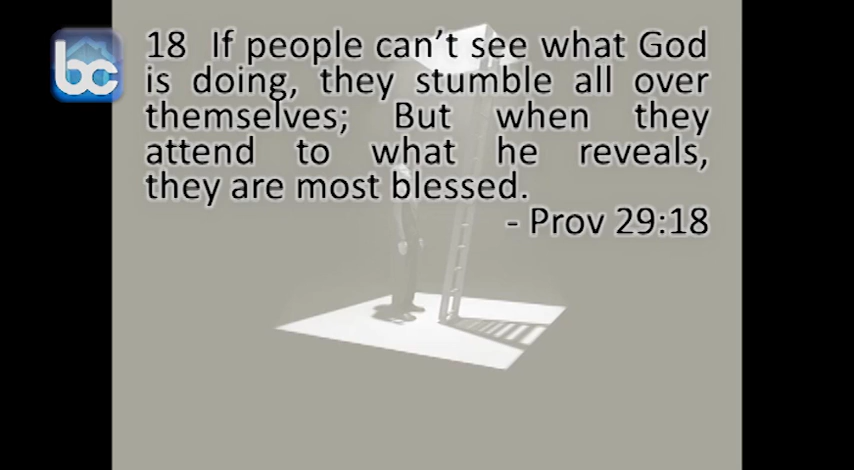 bc
18 If people can't see what God
is doing, they stumble all over
themselves; But when they
attend to what he reveals,
they are most blessed.
- Prov 29:18